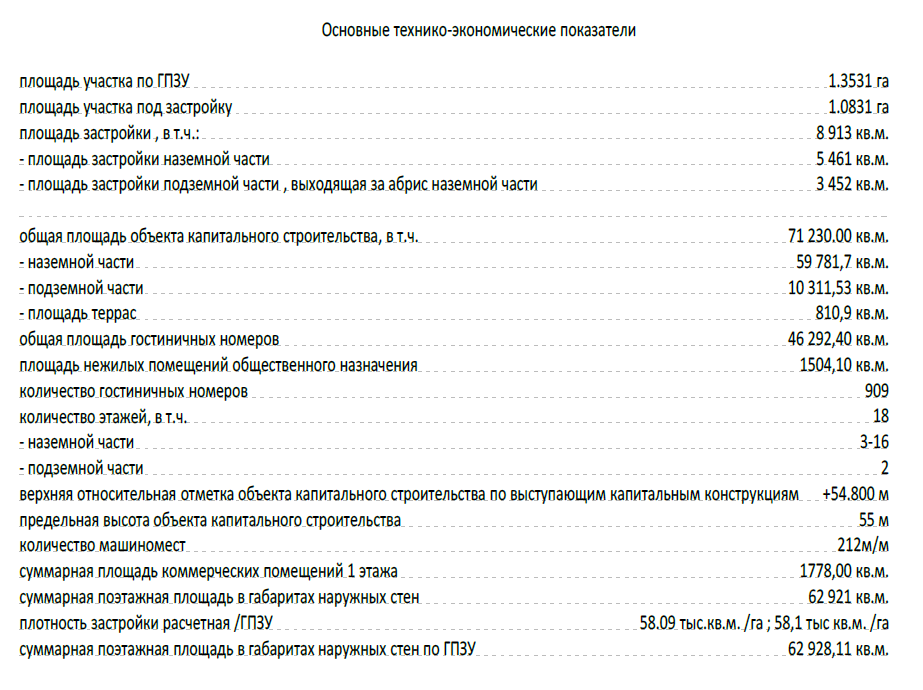 Основные технико-экономические показатели
площадь участка по ГПЗУ 1.3531 га
площадь участка под застройку 1.0831 га
площадь застройки , в т.ч.: 8 913 кв.м.
- площадь застройки наземной части 5 461 кв.м.
- площадь застройки подземной части , выходящая за абрис наземной части 3 452 кв.м.
общая площадь объекта капитального строительства, в т.ч. 71 230.00 кв.м.
- наземной части 59 781,7 кв.м.
- подземной части 10 311,53 кв.м.
- площадь террас 810,9 кв.м.
общая площадь гостиничных номеров 46 292,40 кв.м.
площадь нежилых помещений общественного назначения 1504,10 кв.м.
количество гостиничных номеров 909
количество этажей, в т.ч. 18
- наземной части 3-16
- подземной части 2
верхняя относительная отметка объекта капитального строительства по выступающим капитальным конструкциям +54.800 м
предельная высота объекта капитального строительства 55 м
количество машиномест 212м/м
суммарная площадь коммерческих помещений 1 этажа 1778,00 кв.м.
суммарная поэтажная площадь в габаритах наружных стен 62 921 кв.м.
плотность застройки расчетная /ГПЗУ 58.09 тыс.кв.м. /га ; 58,1 тыс кв.м. /га
суммарная поэтажная площадь в габаритах наружных стен по ГПЗУ 62 928,11 кв.м.